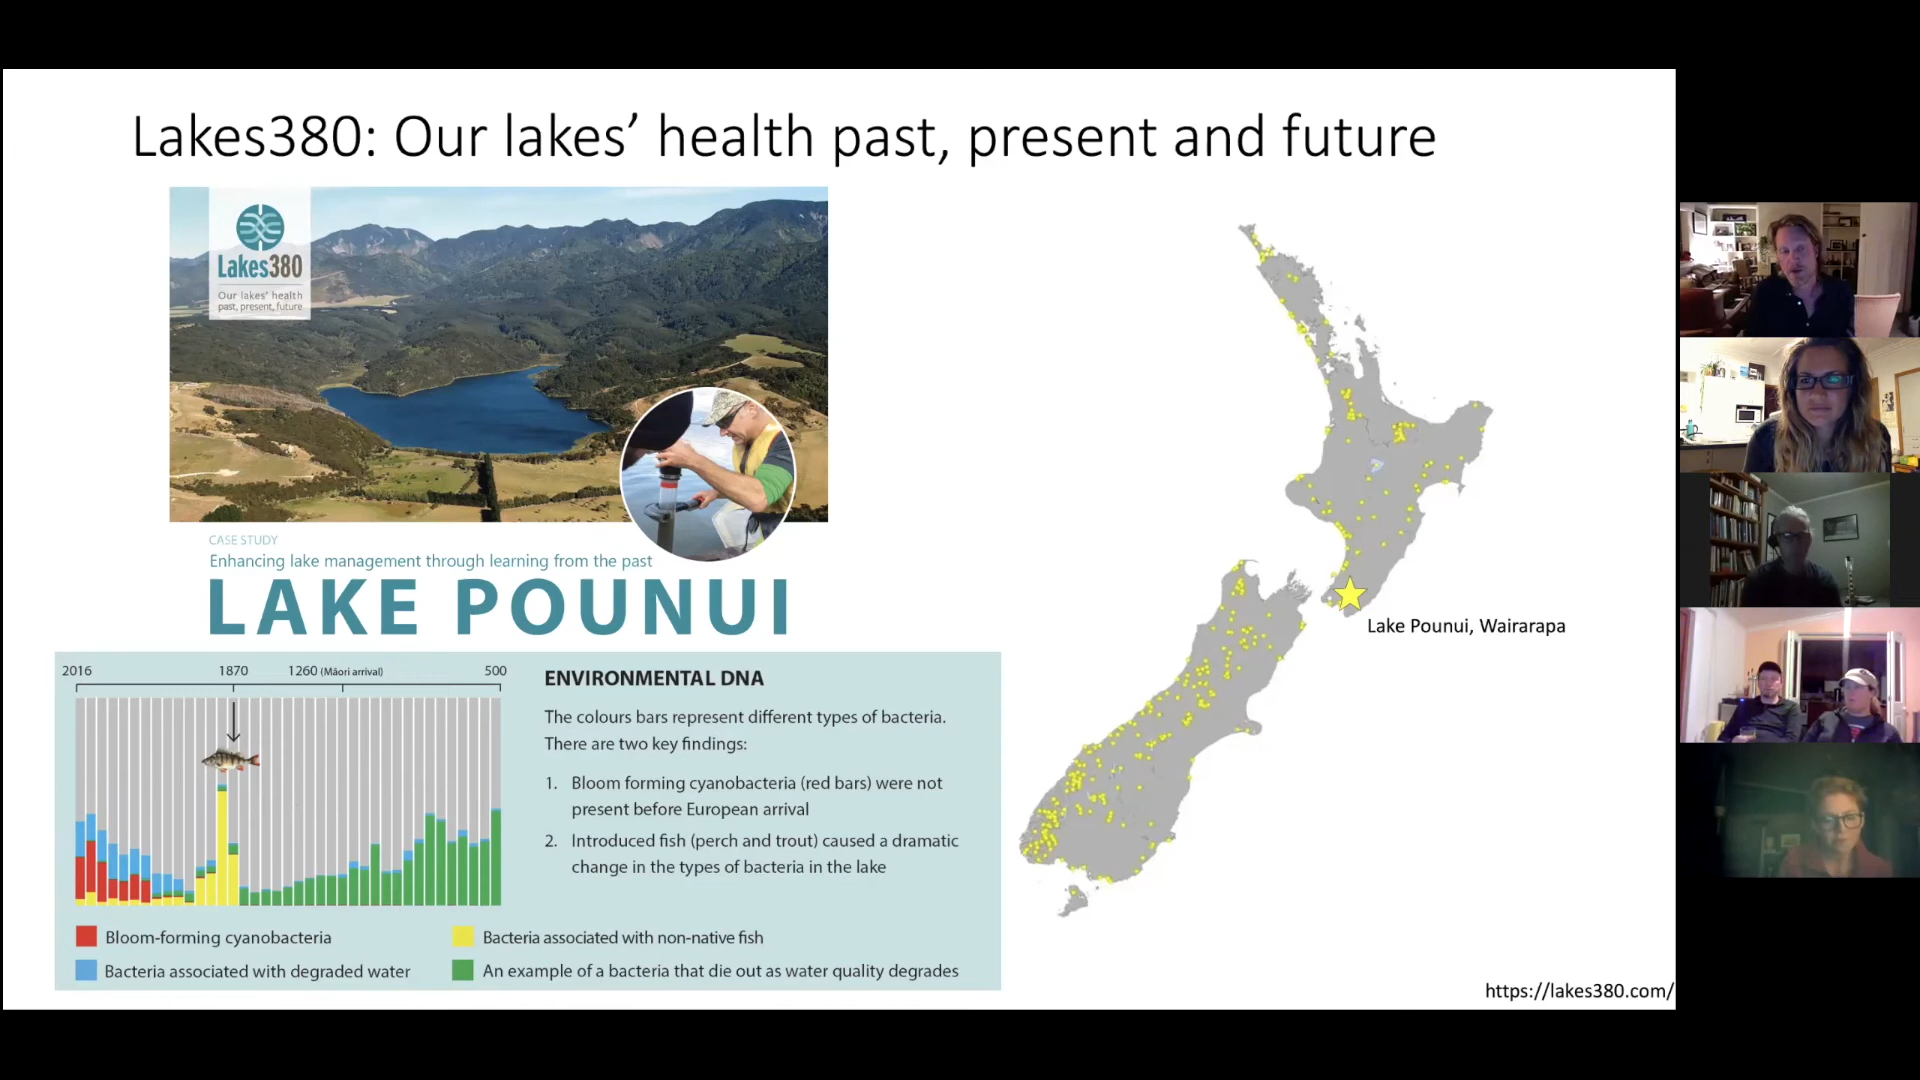 Lakes380: Our lakes’ health past, present and future
Lakes380
Our lakes’ health
past, present, future
CASE STUDY
Enhancing lake management through learning from the past
LAKE POUNUI
2016 1870 1260 (Māori arrival) 500
ENVIRONMENTAL DNA
The colours bars represent different types of bacteria.
There are two key findings:
1. Bloom forming cyanobacteria (red bars) were not
present before European arrival
2. Introduced fish (perch and trout) caused a dramatic
change in the types of bacteria in the lake
Bloom-forming cyanobacteria
Bacteria associated with non-native fish
Bacteria associated with degraded water
An example of a bacteria that die out as water quality degrades
Lake Pounui, Wairarapa
https://lakes380.com/